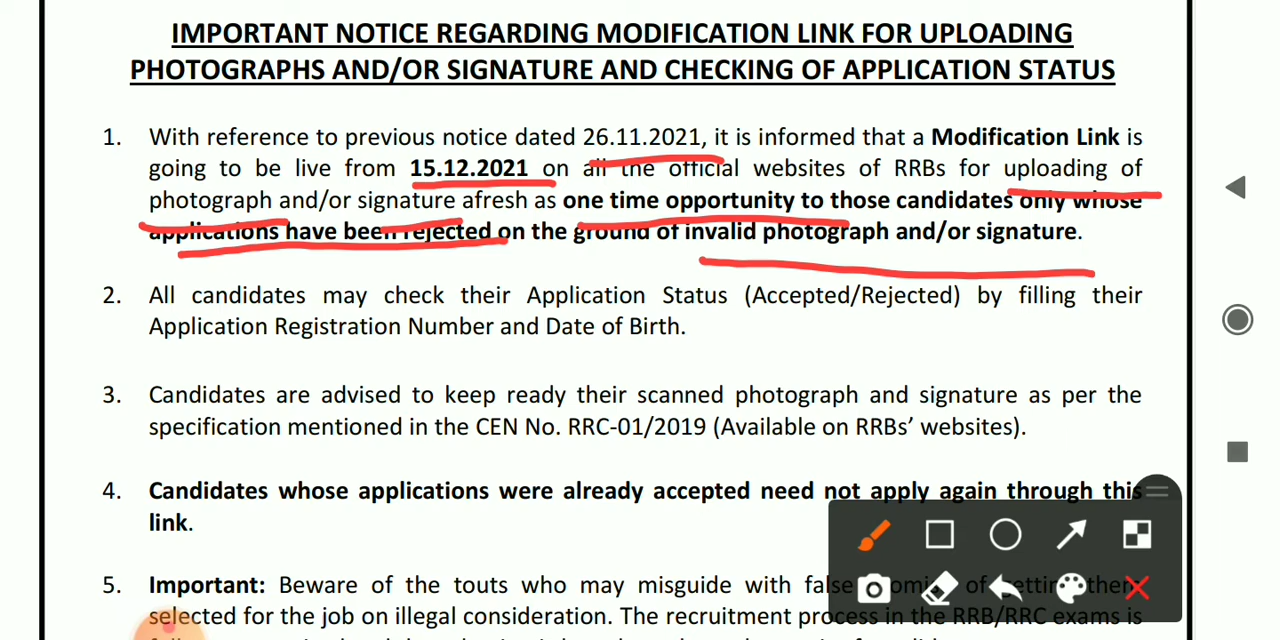 IMPORTANT NOTICE REGARDING MODIFICATION LINK FOR UPLOADING
PHOTOGRAPHS AND/OR SIGNATURE AND CHECKING OF APPLICATION STATUS
1. With reference to previous notice dated 26.11.2021, it is informed that a Modification Link is
going to be live from 15.12.2021 on all the official websites of RRBs for uploading of
photograph and/or signature afresh as one time opportunity to those candidates only whose
applications have been rejected on the ground of invalid photograph and/or signature.
2. All candidates may check their Application Status (Accepted/Rejected) by filling their
Application Registration Number and Date of Birth.
3. Candidates are advised to keep ready their scanned photograph and signature as per the
specification mentioned in the CEN No. RRC-01/2019 (Available on RRBs’ websites).
4. Candidates whose applications were already accepted need not apply again through this
link.
5. Important: Beware of the touts who may misguide with false of
selected for the job on illegal consideration. The recruitment process in the RRB/RRC exams is